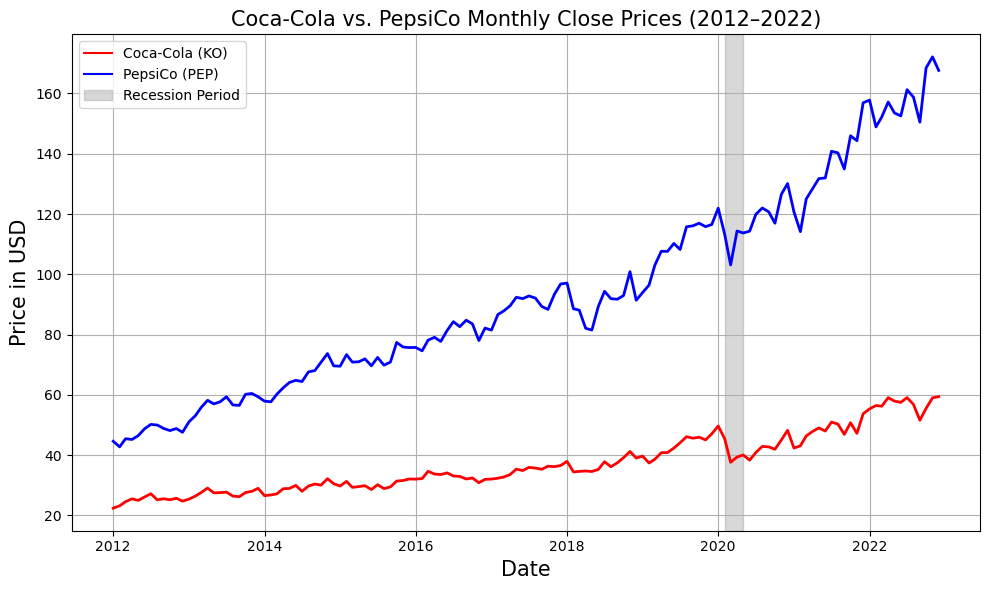 Coca-Cola vs. PepsiCo Monthly Close Prices (2012–2022)
Coca-Cola (KO)
PepsiCo (PEP)
Recession Period
Price in USD
160
140
120
100
80
60
40
20
2012
2014
2016
2018
2020
2022
Date